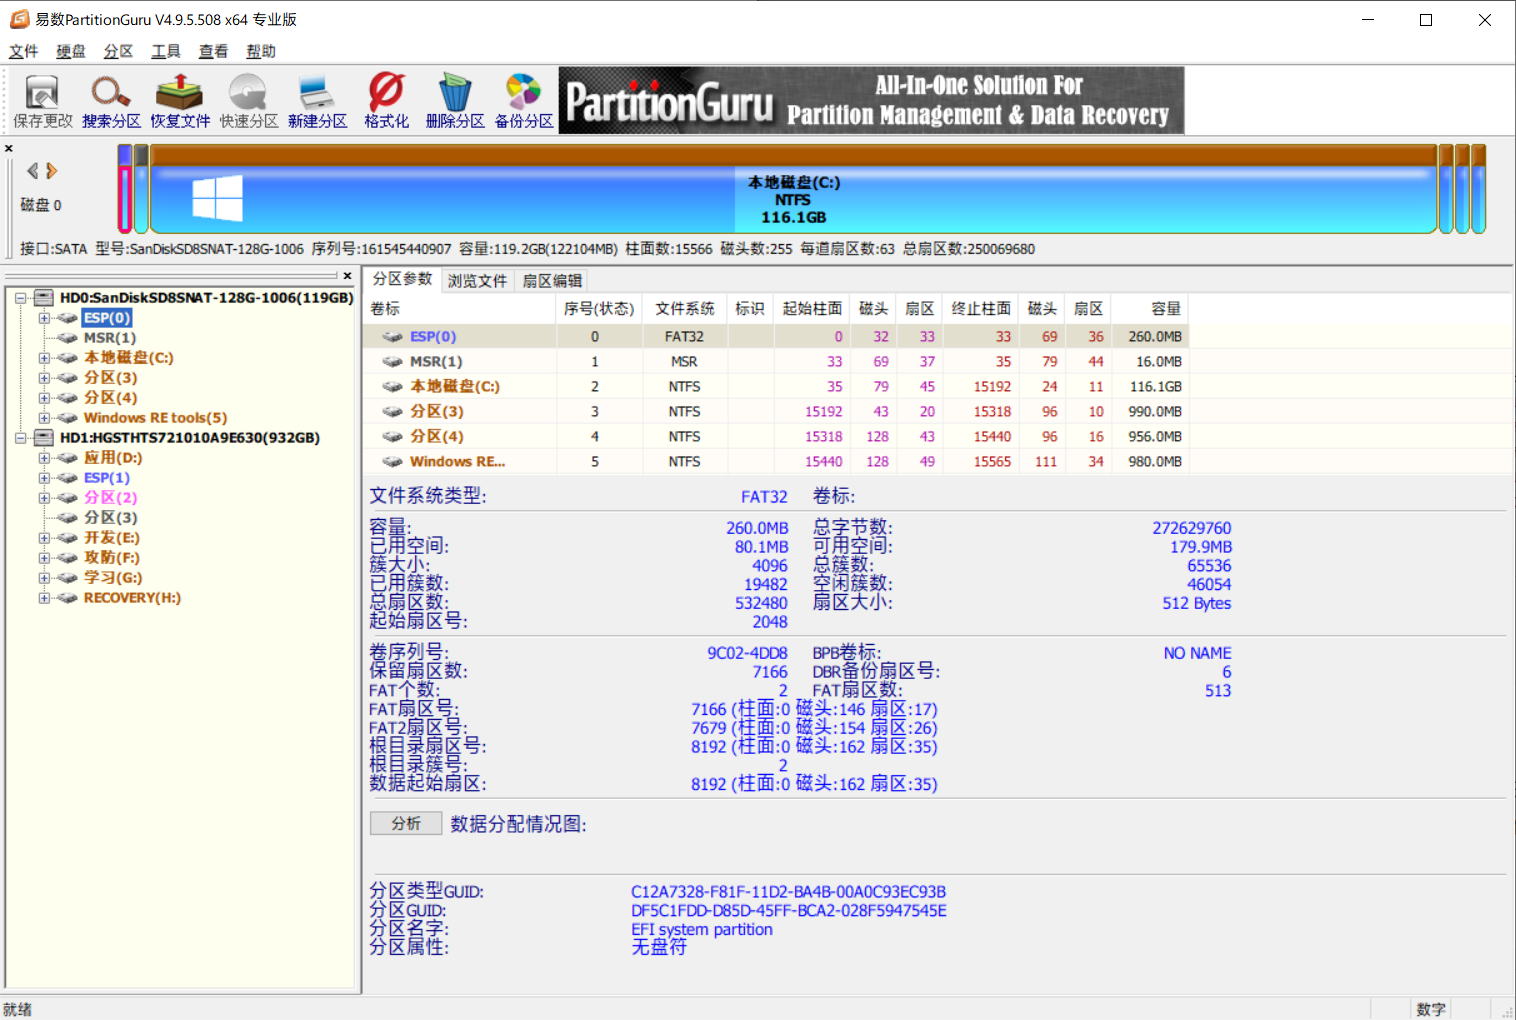 易数PartitionGuru V4.9.5.508 x64 专业版
文件 硬盘 分区 工具 查看 帮助
保存更改 搜索分区 恢复文件 快速分区 新建分区 格式化 删除分区 备份分区
PartitionGuru
All-In-One Solution For
Partition Management & Data Recovery
磁盘 0
本地磁盘(C:)
NTFS
116.1GB
接口:SATA 型号:SanDiskSD8SNAT-128G-1006 序列号:161545440907 容量:119.2GB(122104MB) 柱面数:15566 磁头数:255 每道扇区数:63 总扇区数:250069680
HD0:SanDiskSD8SNAT-128G-1006(119GB)
ESP(0)
MSR(1)
本地磁盘(C:)
分区(3)
分区(4)
Windows RE tools(5)
HD1:HGSTHTS721010A9E630(932GB)
应用(D:)
ESP(1)
分区(2)
分区(3)
开发(E:)
攻防(F:)
学习(G:)
RECOVERY(H:)
分区参数 浏览文件 扇区编辑
卷标 序号(状态) 文件系统 标识 起始柱面 磁头 扇区 终止柱面 磁头 扇区 容量
ESP(0) 0 FAT32 0 32 33 33 69 36 260.0MB
MSR(1) 1 MSR 33 69 37 35 79 44 16.0MB
本地磁盘(C:) 2 NTFS 35 79 45 15192 24 11 116.1GB
分区(3) 3 NTFS 15192 43 20 15318 96 10 990.0MB
分区(4) 4 NTFS 15318 128 43 15440 96 16 956.0MB
Windows RE... 5 NTFS 15440 128 49 15565 111 34 980.0MB
文件系统类型: FAT32 卷标:
容量: 260.0MB 总字节数: 272629760
已用空间: 80.1MB 可用空间: 179.9MB
簇大小: 4096 总簇数: 65536
已用簇数: 19482 空闲簇数: 46054
总扇区数: 532480 扇区大小: 512 Bytes
起始扇区号: 2048
卷序列号: 9C02-4DD8 BPB卷标: NO NAME
保留扇区数: 7166 DBR备份扇区号: 6
FAT个数: 2 FAT扇区数: 513
FAT扇区号: 7166 (柱面:0 磁头:146 扇区:17)
FAT2扇区号: 7679 (柱面:0 磁头:154 扇区:26)
根目录扇区号: 8192 (柱面:0 磁头:162 扇区:35)
根目录簇号: 2
数据起始扇区: 8192 (柱面:0 磁头:162 扇区:35)
分析 数据分配情况图:
分区类型GUID: C12A7328-F81F-11D2-BA4B-00A0C93EC93B
分区GUID: DF5C1FDD-D85D-45FF-BCA2-028F5947545E
分区名字: EFI system partition
分区属性: 无盘符
就绪 数字